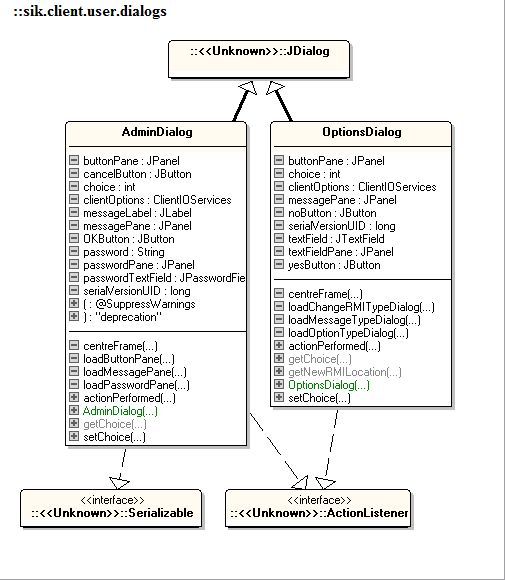 ::sik.client.user.dialogs
::<<Unknown>>::JDialog
AdminDialog
buttonPane : JPanel
cancelButton : JButton
choice : int
clientOptions : ClientIOServices
messageLabel : JLabel
messagePane : JPanel
OKButton : JButton
password : String
passwordPane : JPanel
passwordTextField : JPasswordFie
serialVersionUID : long
( : @SuppressWarnings
) : "deprecation"
centreFrame(...)
loadButtonPane(...)
loadMessagePane(...)
loadPasswordPane(...)
actionPerformed(...)
AdminDialog(...)
getChoice(...)
setChoice(...)
OptionsDialog
buttonPane : JPanel
choice : int
clientOptions : ClientIOServices
messagePane : JPanel
noButton : JButton
serialVersionUID : long
textField : JTextField
textFieldPane : JPanel
yesButton : JButton
centreFrame(...)
loadChangeRMITypeDialog(...)
loadMessageTypeDialog(...)
loadOptionTypeDialog(...)
actionPerformed(...)
getChoice(...)
getNewRMILocation(...)
OptionsDialog(...)
setChoice(...)
<<interface>>
::<<Unknown>>::Serializable
<<interface>>
::<<Unknown>>::ActionListener